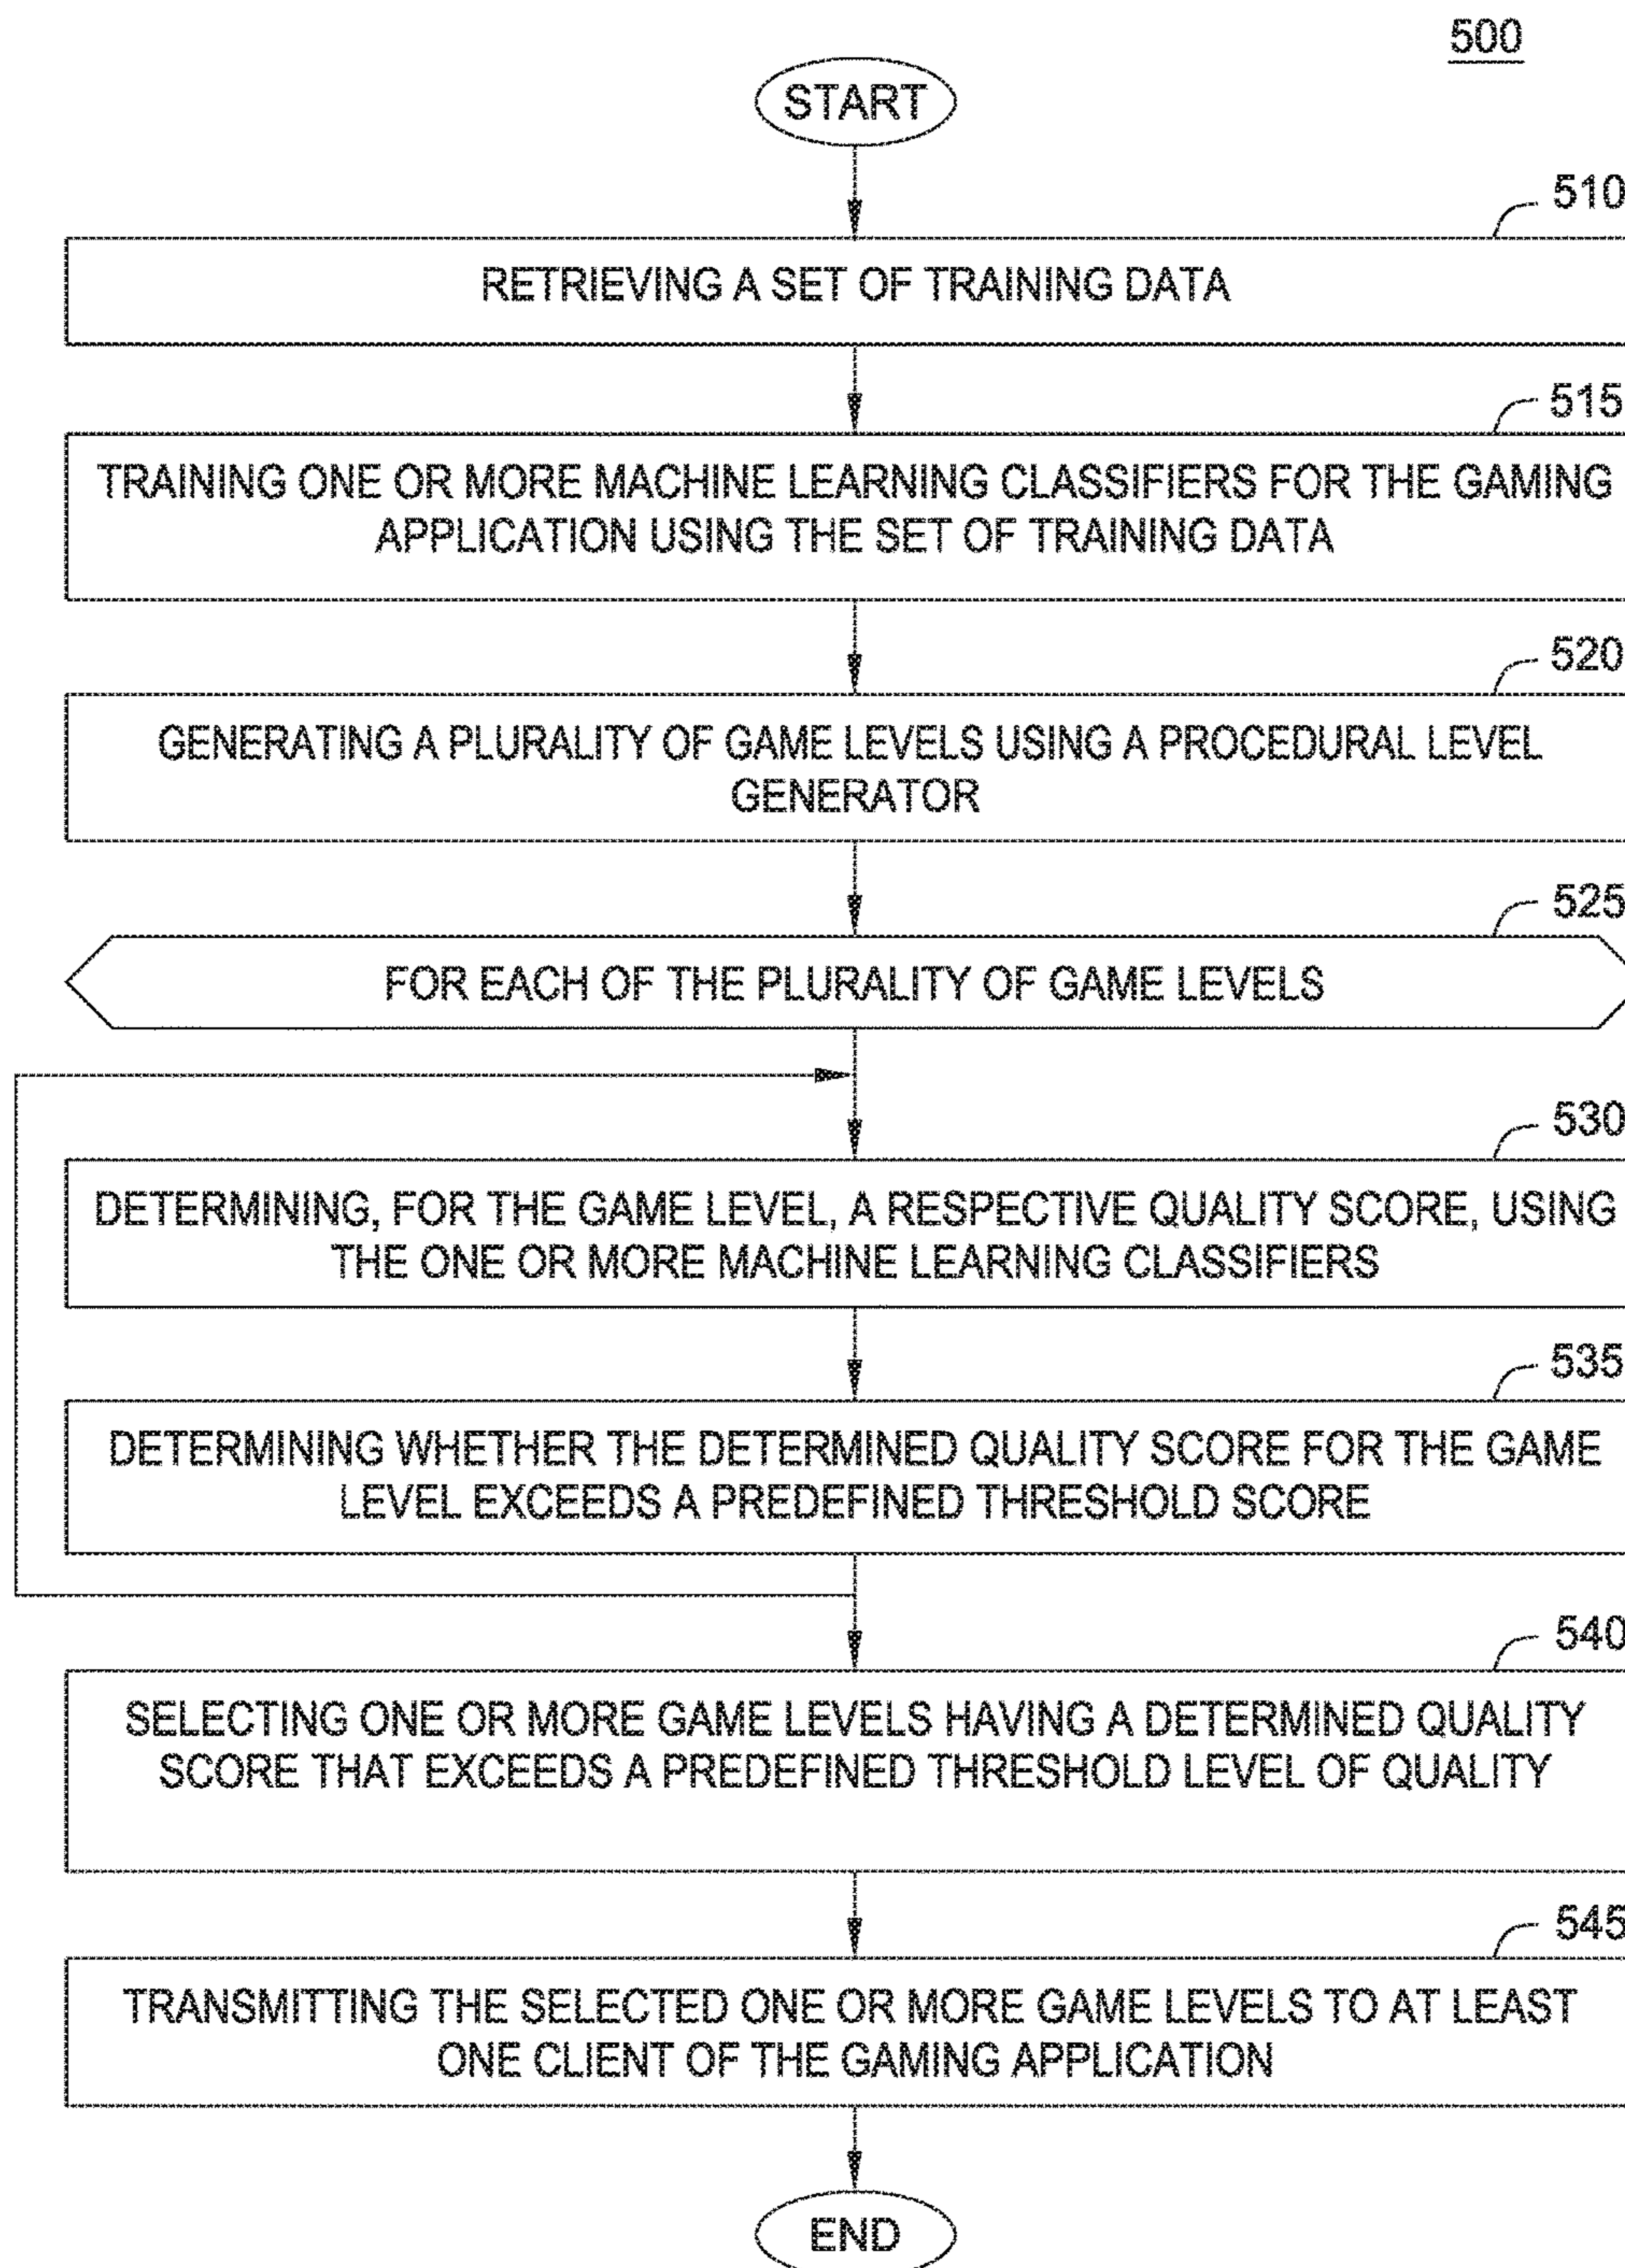 500
START
510
RETRIEVING A SET OF TRAINING DATA
515
TRAINING ONE OR MORE MACHINE LEARNING CLASSIFIERS FOR THE GAMING
APPLICATION USING THE SET OF TRAINING DATA
520
GENERATING A PLURALITY OF GAME LEVELS USING A PROCEDURAL LEVEL
GENERATOR
525
FOR EACH OF THE PLURALITY OF GAME LEVELS
530
DETERMINING, FOR THE GAME LEVEL, A RESPECTIVE QUALITY SCORE, USING
THE ONE OR MORE MACHINE LEARNING CLASSIFIERS
535
DETERMINING WHETHER THE DETERMINED QUALITY SCORE FOR THE GAME
LEVEL EXCEEDS A PREDEFINED THRESHOLD SCORE
540
SELECTING ONE OR MORE GAME LEVELS HAVING A DETERMINED QUALITY
SCORE THAT EXCEEDS A PREDEFINED THRESHOLD LEVEL OF QUALITY
545
TRANSMITTING THE SELECTED ONE OR MORE GAME LEVELS TO AT LEAST
ONE CLIENT OF THE GAMING APPLICATION
END